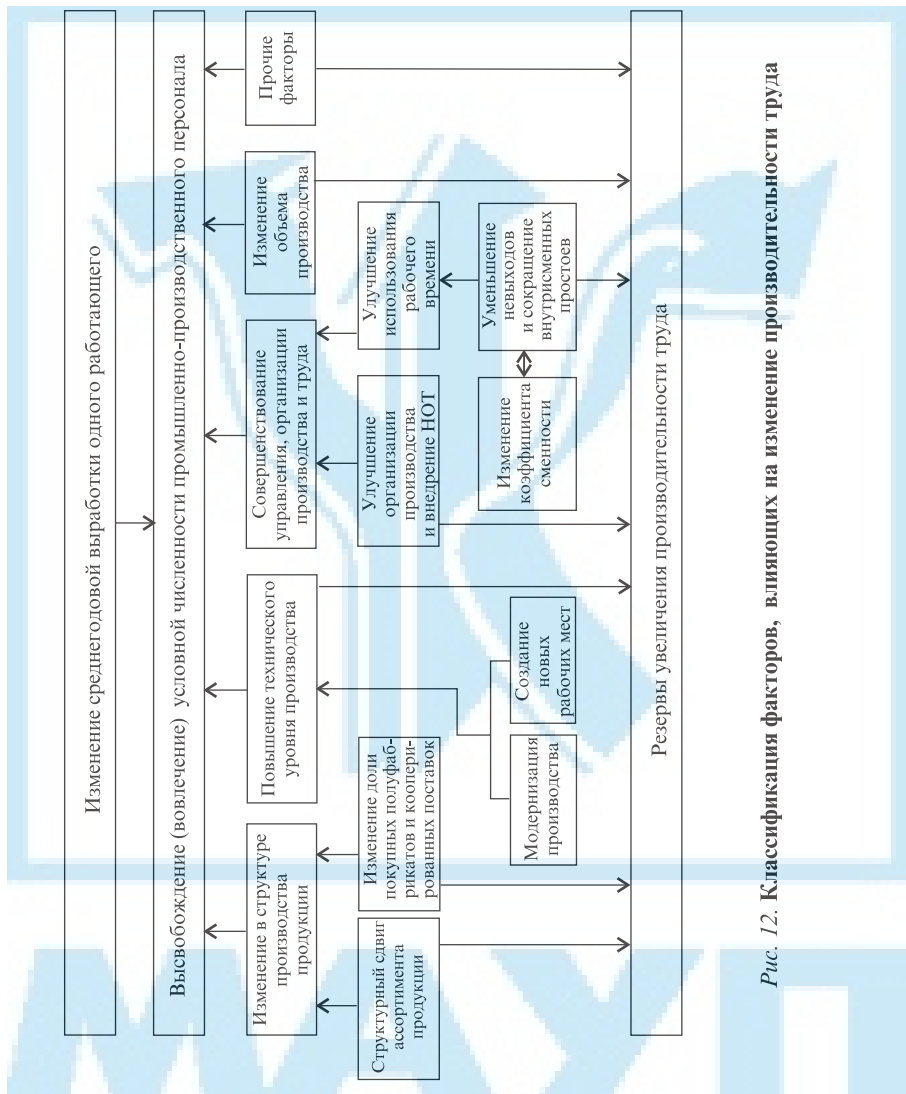 Изменение среднегодовой выработки одного работающего
Высвобождение (вовлечение) условной численности промышленно-производственного персонала
Изменение в структуре
производства
продукции
Повышение технического
уровня производства
Совершенствование
управления, организации
производства и труда
Изменение
объема
производства
Прочие
факторы
Структурный сдвиг
ассортимента
продукции
Изменение доли
покупных полуфаб-
рикатов и коопери-
рованных поставок
Улучшение
организации
производства
и внедрение НОТ
Улучшение
использования
рабочего
времени
Модернизация
производства
Создание
новых
рабочих мест
Изменение
коэффициента
сменности
Уменьшение
невыходов
и сокращение
внутрисменных
простоев
Резервы увеличения производительности труда
Рис. 12. Классификация факторов, влияющих на изменение производительности труда
МАУП